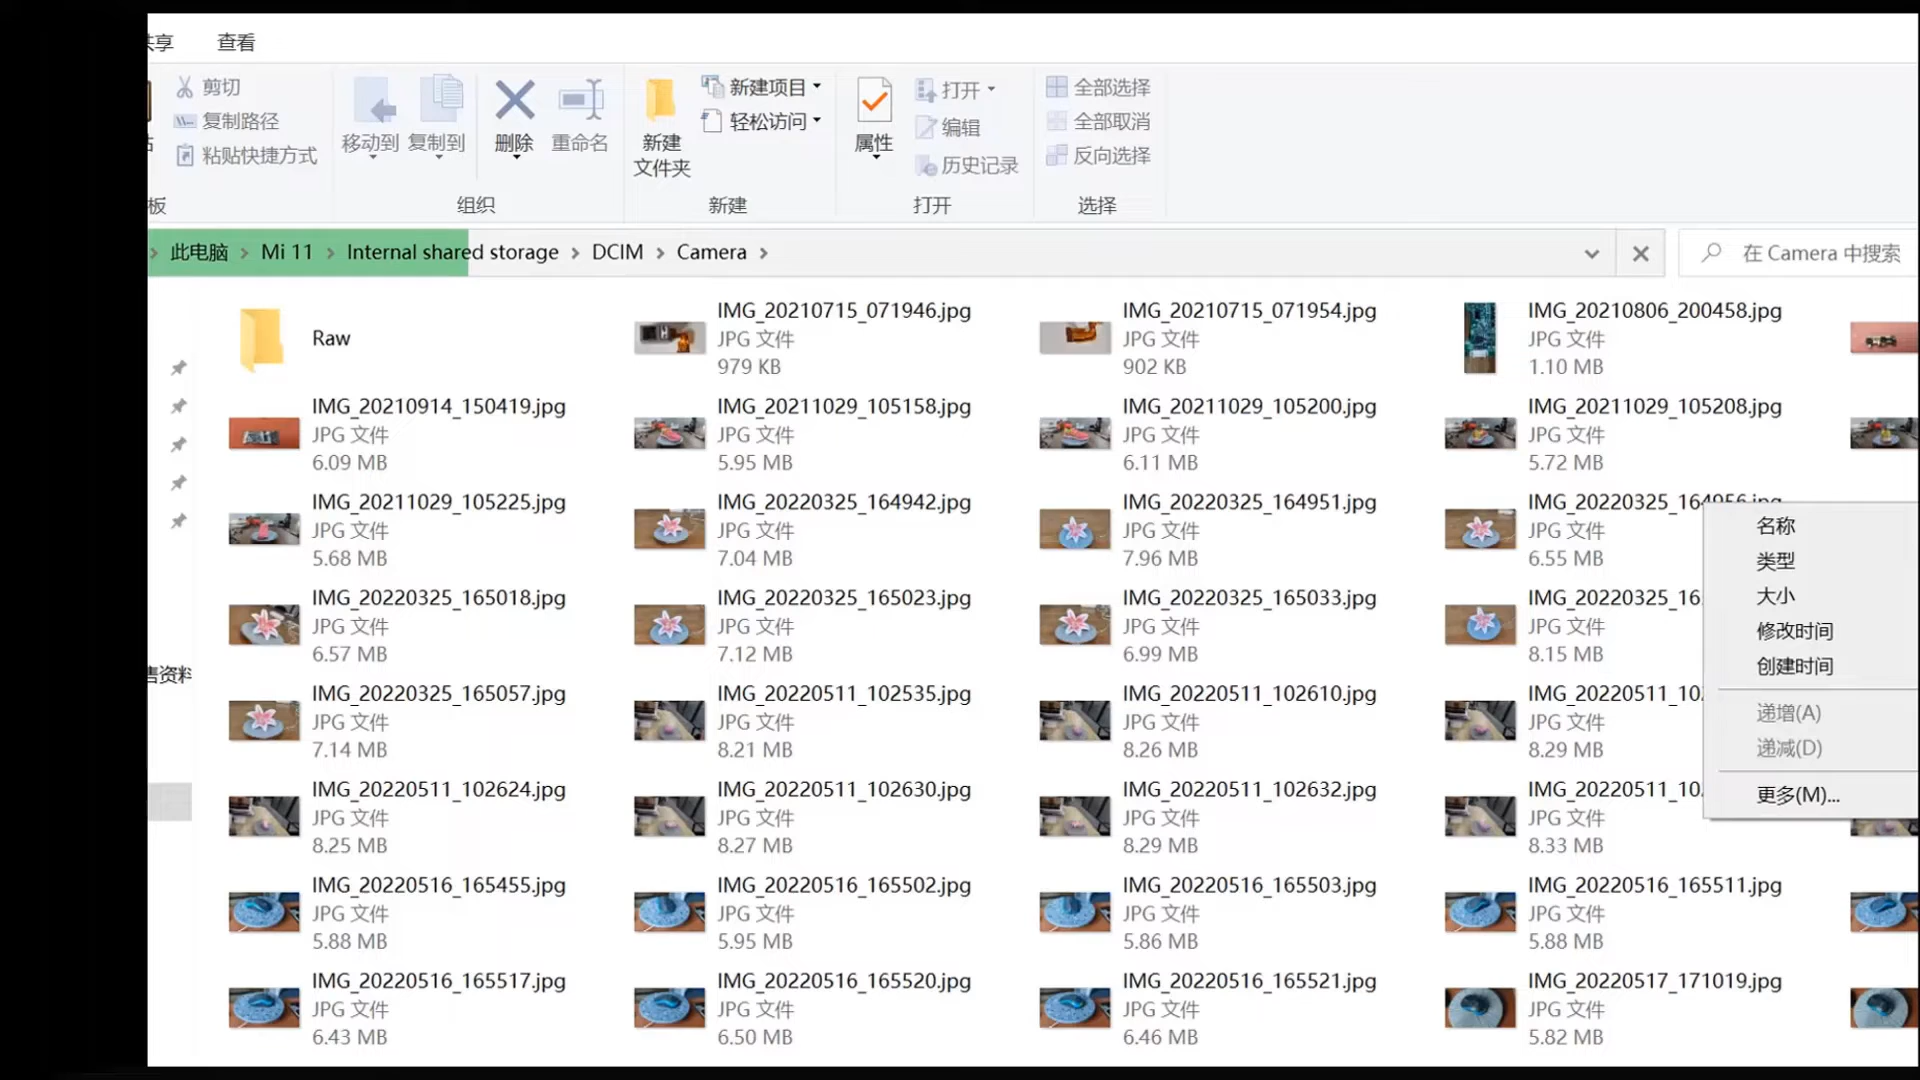 共享 查看
剪切
复制路径
粘贴快捷方式
移动到 复制到
删除 重命名
新建
文件夹
新建项目
轻松访问
属性
打开
编辑
历史记录
全部选择
全部取消
反向选择
板 组织 新建 打开 选择
此电脑 > Mi 11 > Internal shared storage > DCIM > Camera >
在 Camera 中搜索
Raw
IMG_20210715_071946.jpg
JPG 文件
979 KB
IMG_20210715_071954.jpg
JPG 文件
902 KB
IMG_20210806_200458.jpg
JPG 文件
1.10 MB
IMG_20210914_150419.jpg
JPG 文件
6.09 MB
IMG_20211029_105158.jpg
JPG 文件
5.95 MB
IMG_20211029_105200.jpg
JPG 文件
6.11 MB
IMG_20211029_105208.jpg
JPG 文件
5.72 MB
IMG_20211029_105225.jpg
JPG 文件
5.68 MB
IMG_20220325_164942.jpg
JPG 文件
7.04 MB
IMG_20220325_164951.jpg
JPG 文件
7.96 MB
IMG_20220325_164956.jpg
JPG 文件
6.55 MB
IMG_20220325_165018.jpg
JPG 文件
6.57 MB
IMG_20220325_165023.jpg
JPG 文件
7.12 MB
IMG_20220325_165033.jpg
JPG 文件
6.99 MB
IMG_20220325_16
JPG 文件
8.15 MB
售资料
IMG_20220325_165057.jpg
JPG 文件
7.14 MB
IMG_20220511_102535.jpg
JPG 文件
8.21 MB
IMG_20220511_102610.jpg
JPG 文件
8.26 MB
IMG_20220511_10
JPG 文件
8.29 MB
IMG_20220511_102624.jpg
JPG 文件
8.25 MB
IMG_20220511_102630.jpg
JPG 文件
8.27 MB
IMG_20220511_102632.jpg
JPG 文件
8.29 MB
IMG_20220511_10
JPG 文件
8.33 MB
IMG_20220516_165455.jpg
JPG 文件
5.88 MB
IMG_20220516_165502.jpg
JPG 文件
5.95 MB
IMG_20220516_165503.jpg
JPG 文件
5.86 MB
IMG_20220516_165511.jpg
JPG 文件
5.88 MB
IMG_20220516_165517.jpg
JPG 文件
6.43 MB
IMG_20220516_165520.jpg
JPG 文件
6.50 MB
IMG_20220516_165521.jpg
JPG 文件
6.46 MB
IMG_20220517_171019.jpg
JPG 文件
5.82 MB
名称
类型
大小
修改时间
创建时间
递增(A)
递减(D)
更多(M)...